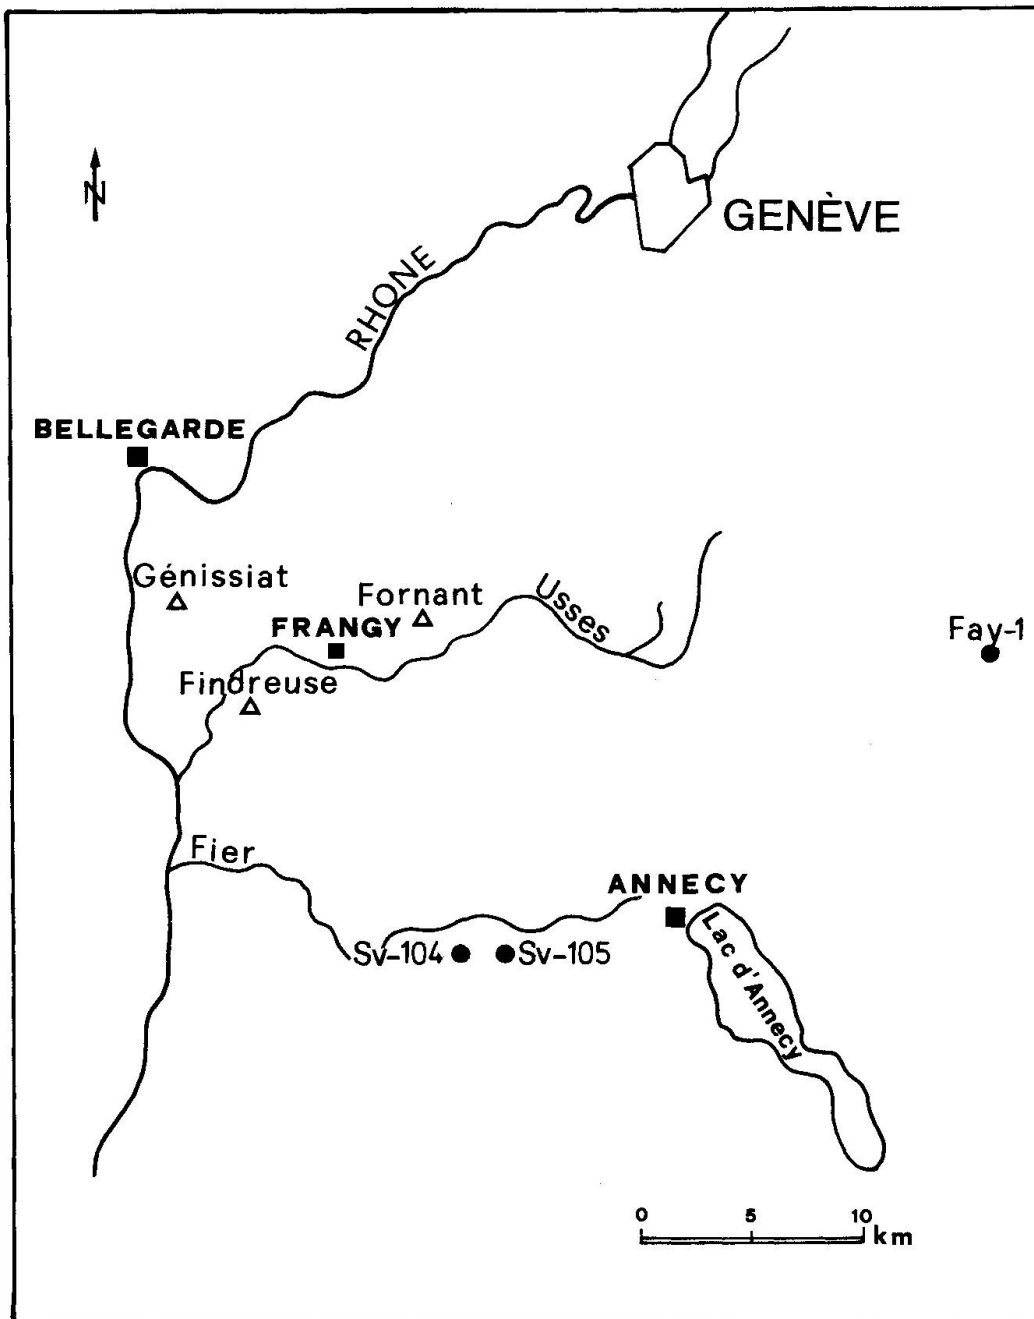 N
GENÈVE
RHONE
BELLEGARDE
Génissiat
Fornant
Usses
FRANGY
Fay-1
Findreuse
Fier
ANNECY
Sv-104
Sv-105
Lac d'Annecy
0 5 10
km